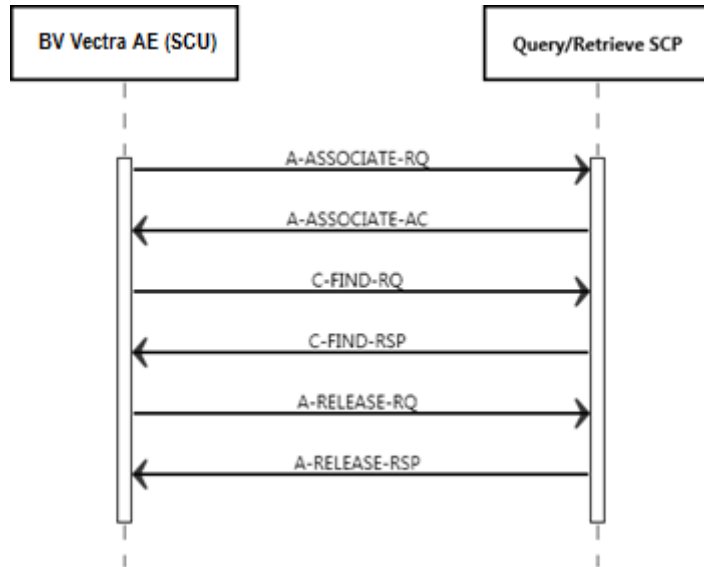 BV Vectra AE (SCU)
Query/Retrieve SCP
A-ASSOCIATE-RQ
A-ASSOCIATE-AC
C-FIND-RQ
C-FIND-RSP
A-RELEASE-RQ
A-RELEASE-RSP